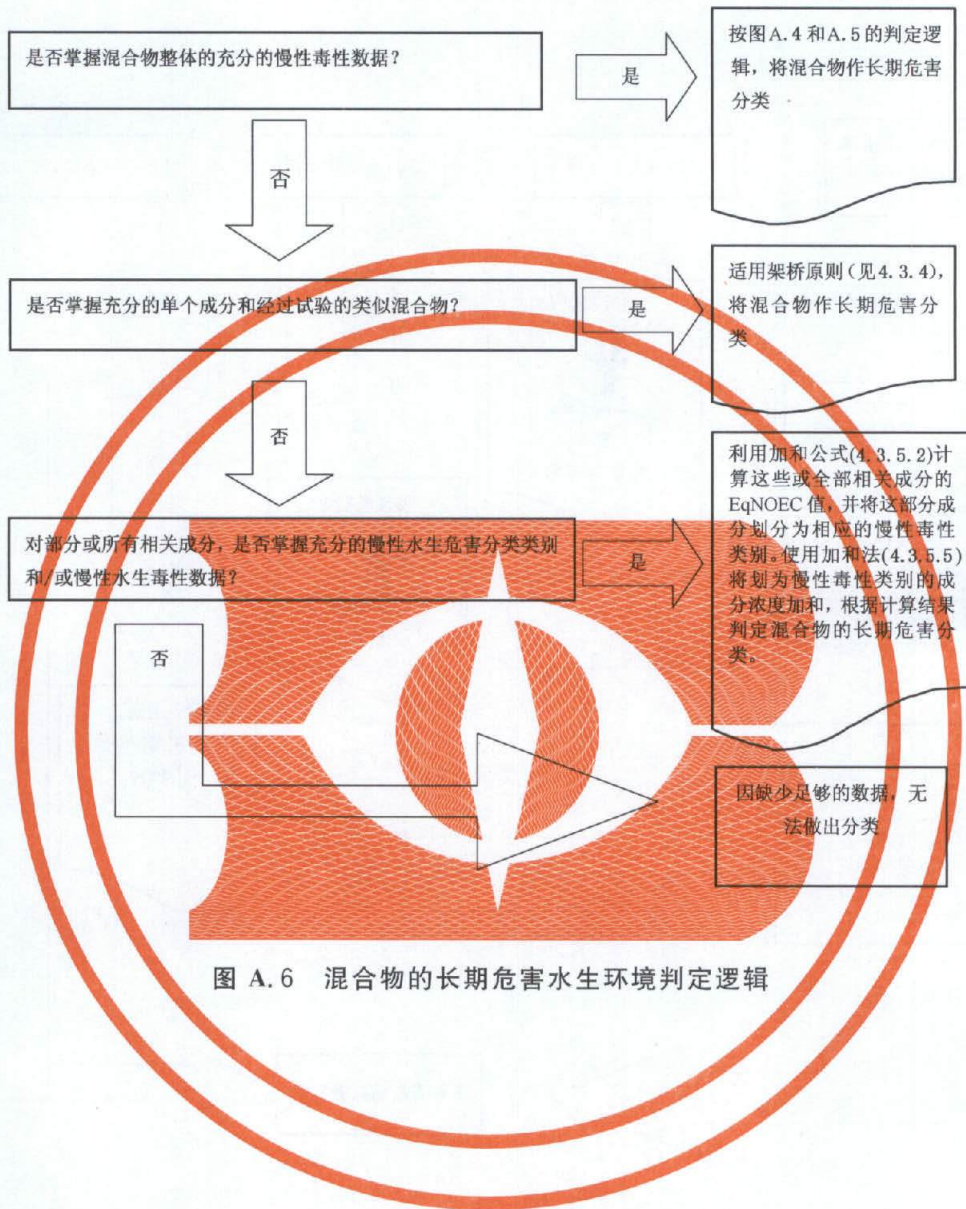 是否掌握混合物整体的充分的慢性毒性数据?
是
按图A.4和A.5的判定逻
辑,将混合物作长期危害
分类
否
是否掌握充分的单个成分和经过试验的类似混合物?
是
适用架桥原则(见4.3.4),
将混合物作长期危害分
类
否
对部分或所有相关成分,是否掌握充分的慢性水生危害分类类别
和/或慢性水生毒性数据?
是
利用加和公式(4.3.5.2)计
算这些或全部相关成分的
EqNOEC值,并将这部分成
分划分为相应的慢性毒性
类别。使用加和法(4.3.5.5)
将划为慢性毒性类别的成
分浓度加和,根据计算结果
判定混合物的长期危害分
类。
否
因缺少足够的数据,无
法做出分类
图 A.6 混合物的长期危害水生环境判定逻辑